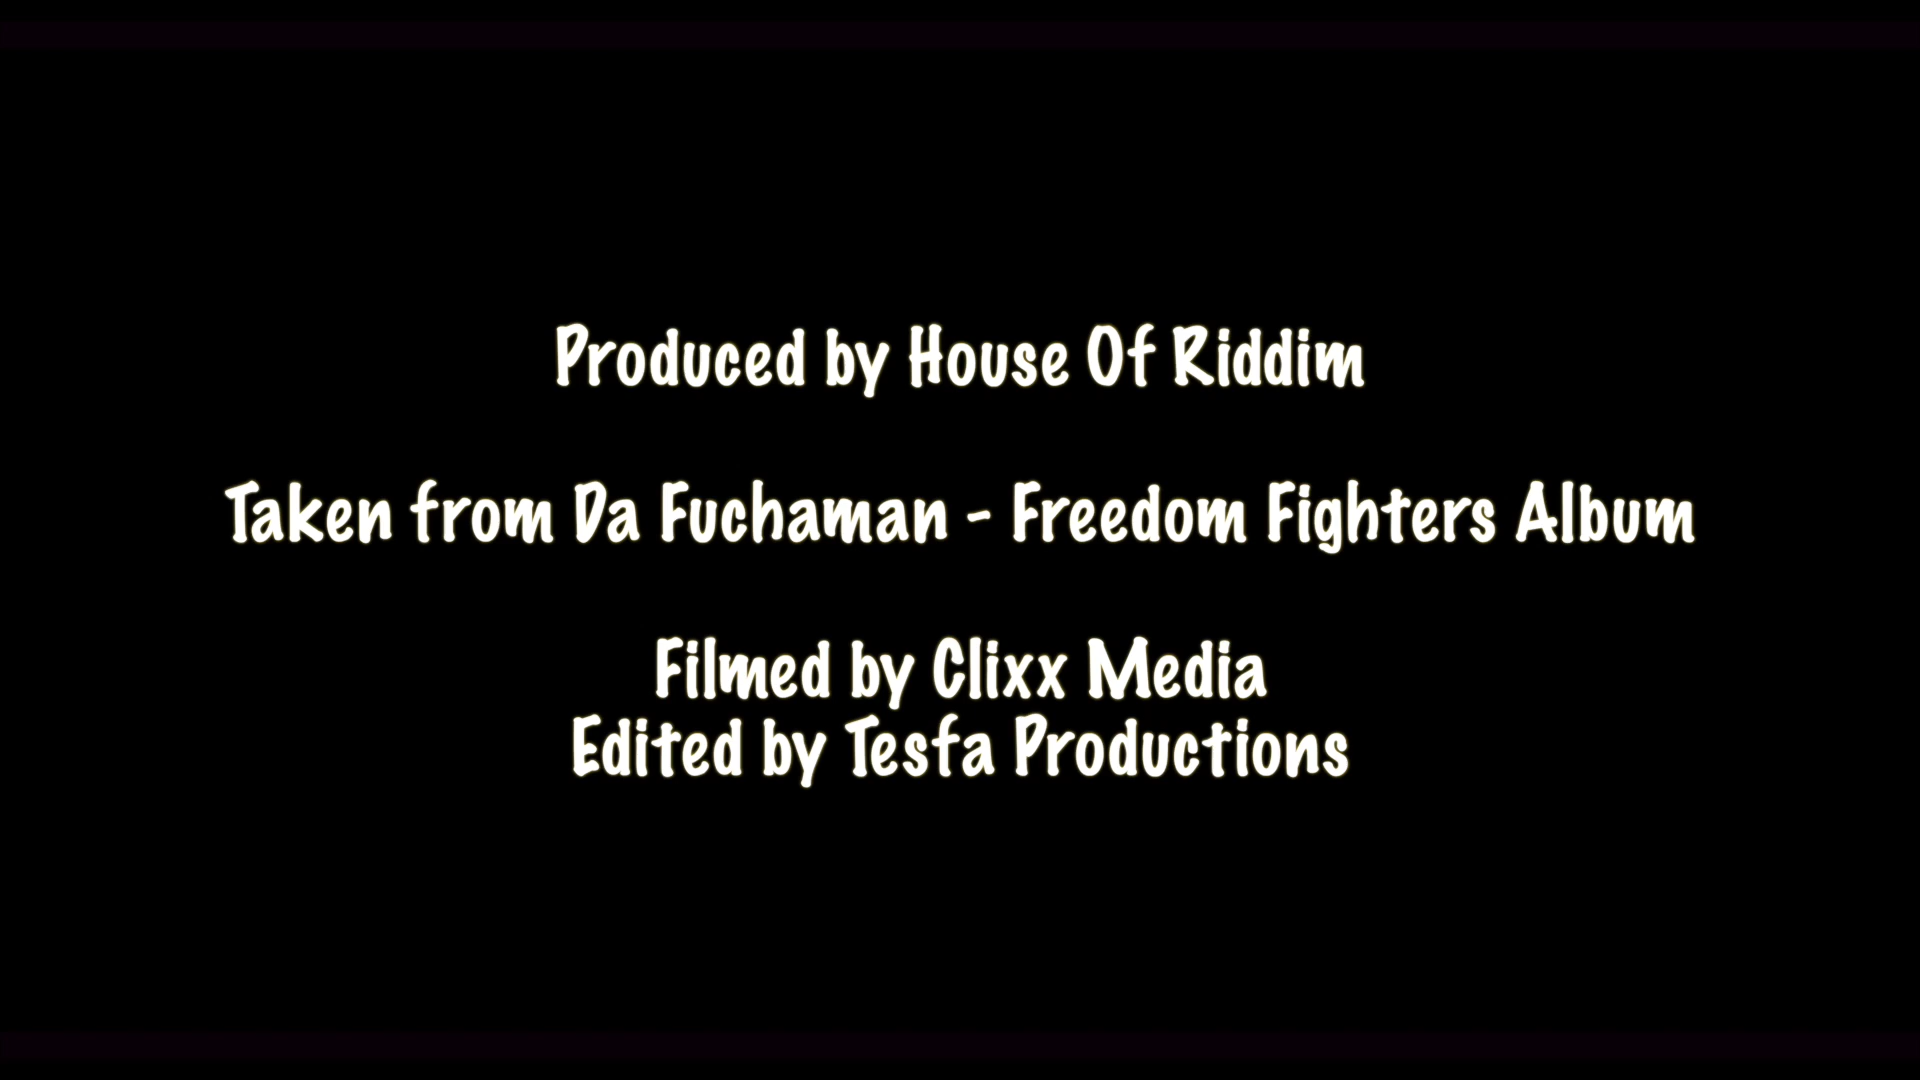 Produced by House Of Riddim
Taken from Da Fuchaman - Freedom Fighters Album
Filmed by Clixx Media
Edited by Tesfa Productions